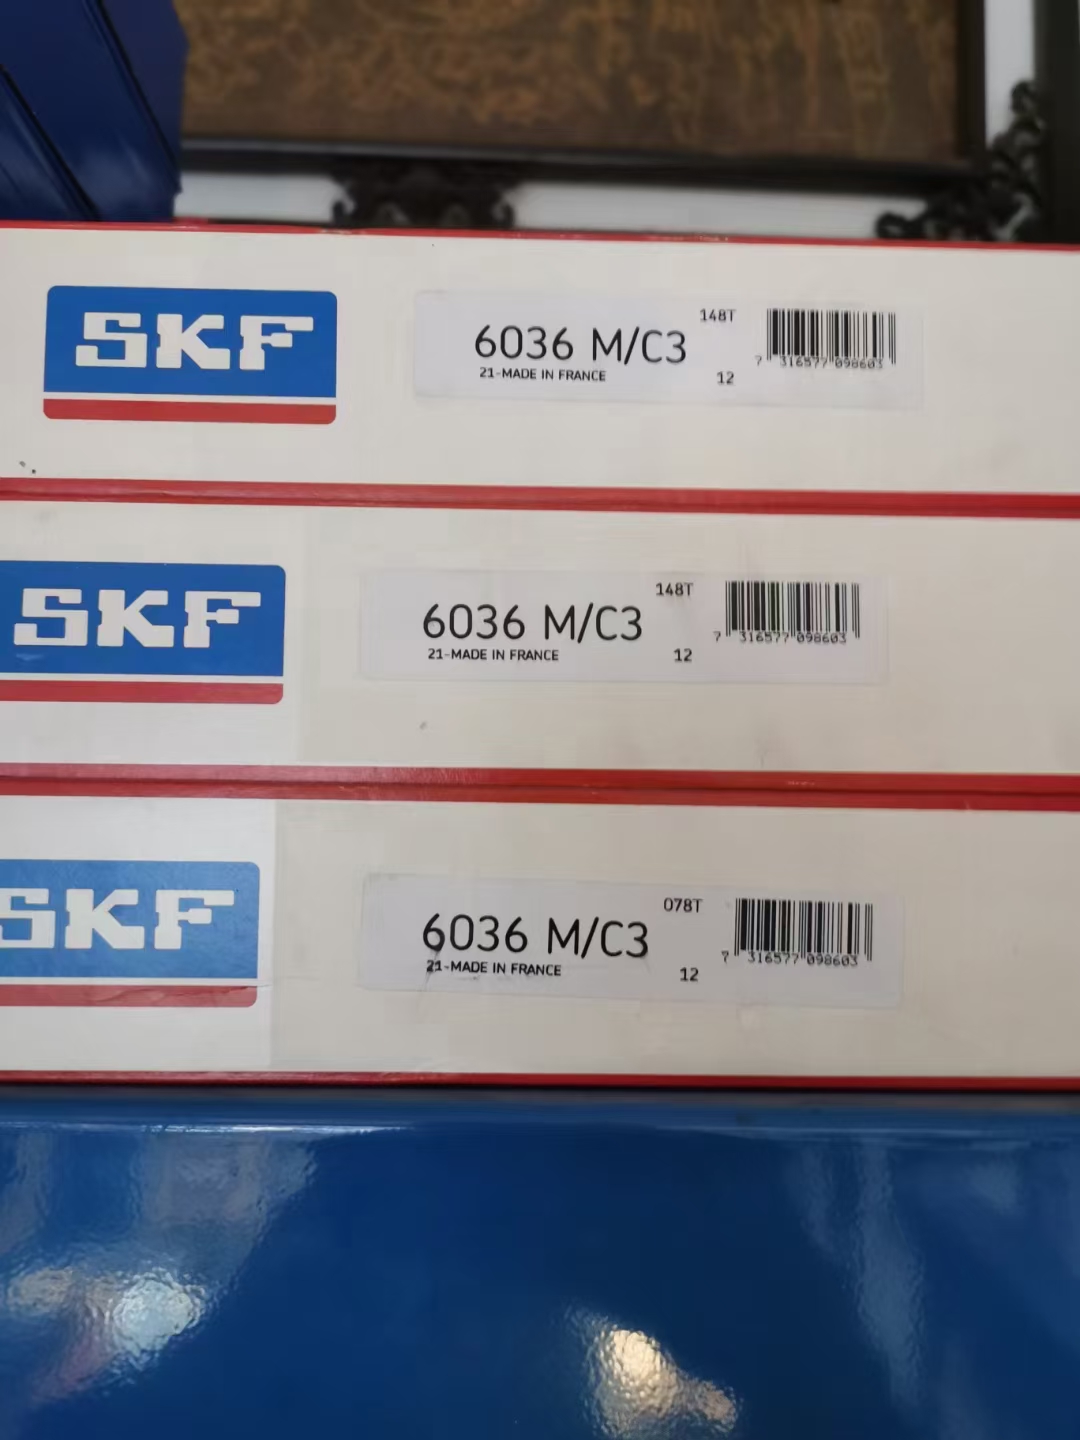 SKF
148T
6036 M/C3
21-MADE IN FRANCE
12
7 316577 098603
SKF
148T
6036 M/C3
21-MADE IN FRANCE
12
7 316577 098603
SKF
078T
6036 M/C3
21-MADE IN FRANCE
12
7 316577 098603